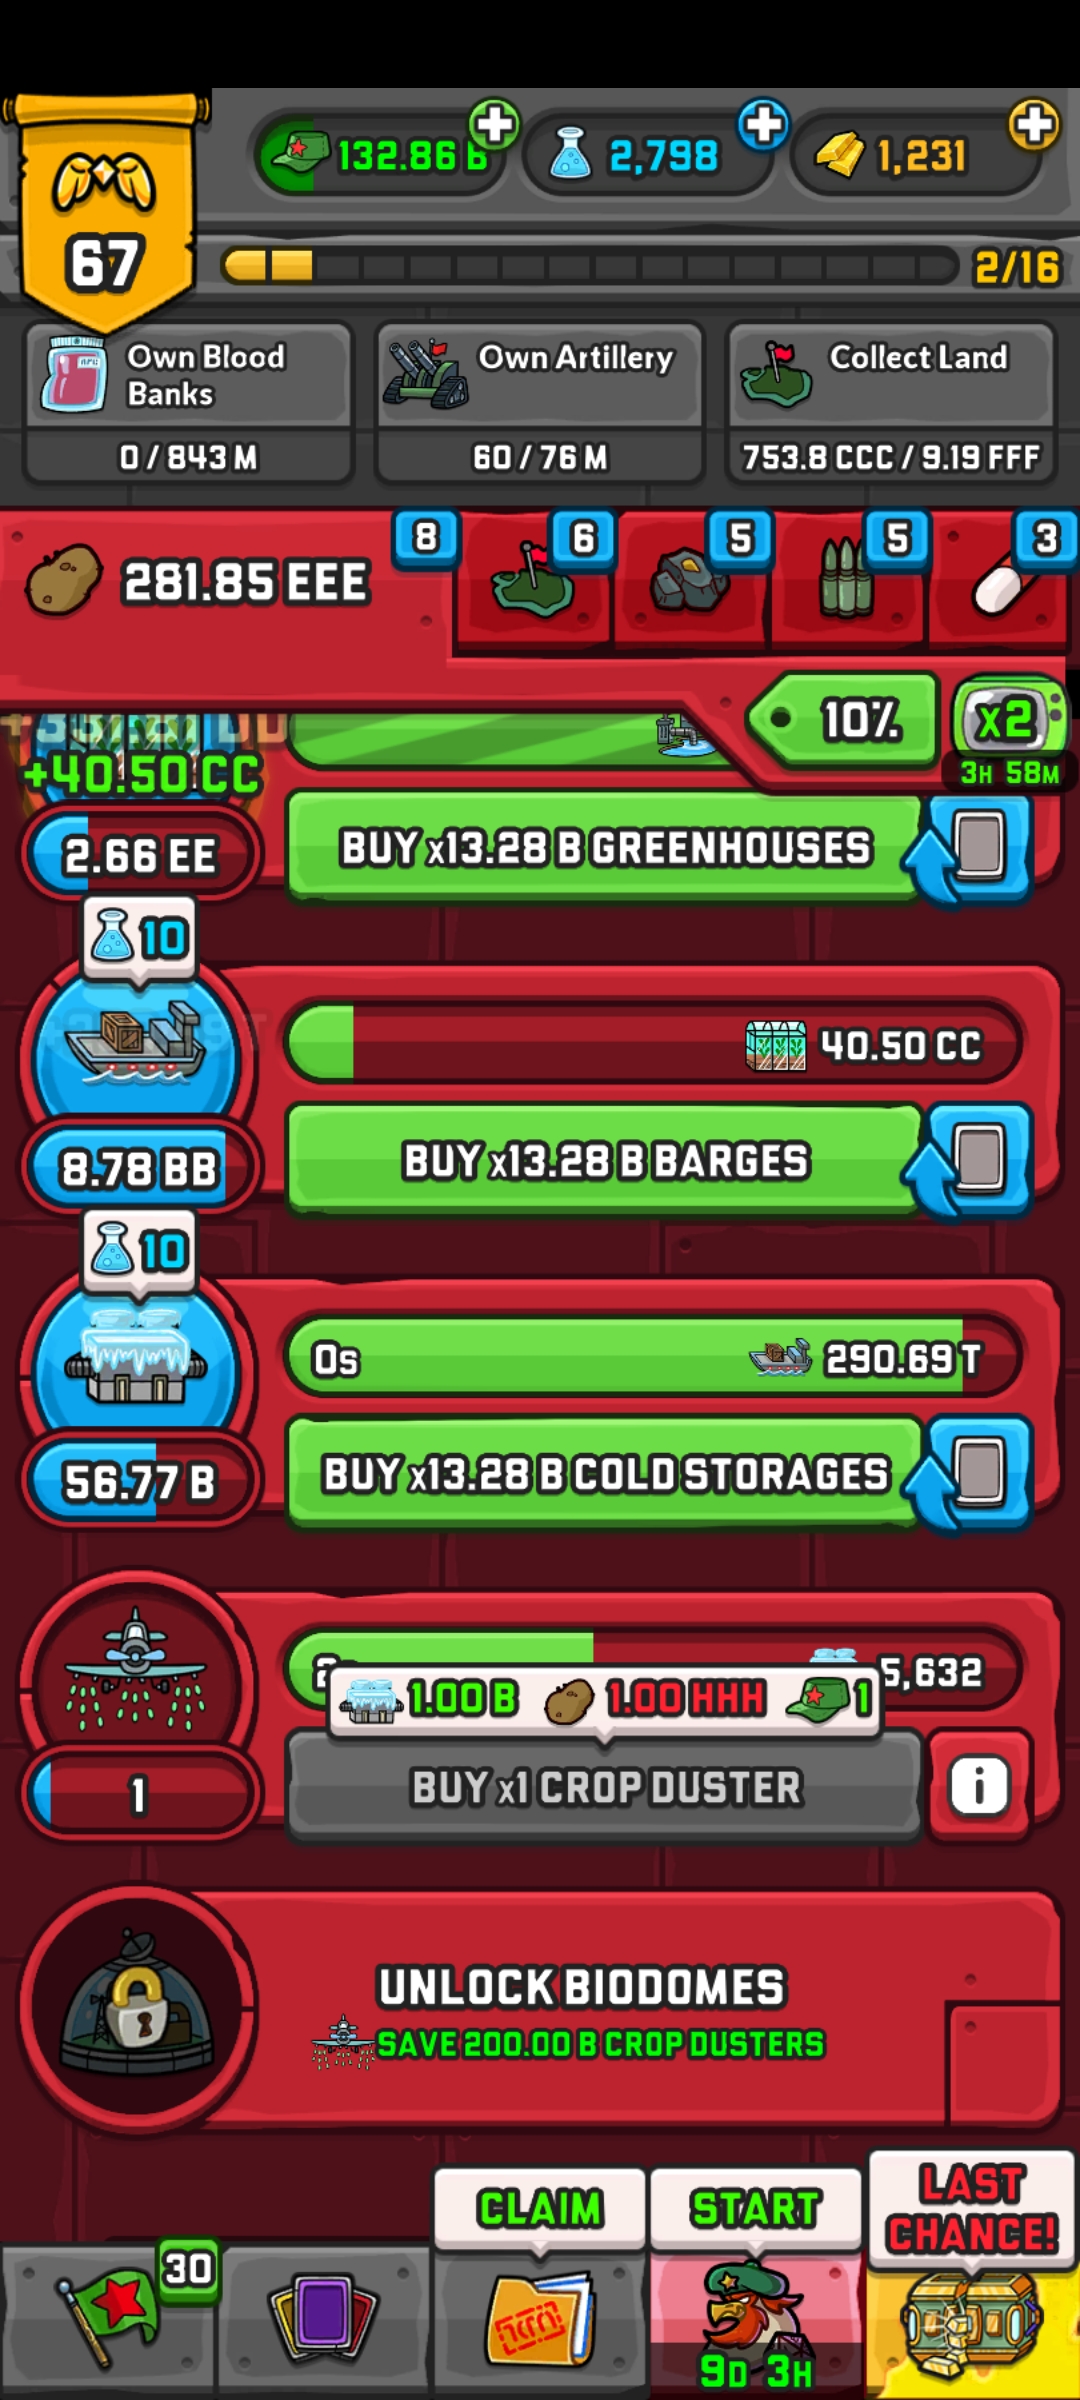 132.86 B
2,798
1,231
67
2/16
Own Blood
Banks
0 / 843 M
Own Artillery
60 / 76 M
Collect Land
753.8 CCC / 9.19 FFF
281.85 EEE
8
6
5
5
3
10%
x2
3H 58M
+40.50 CC
2.66 EE
BUY x13.28 B GREENHOUSES
10
40.50 CC
8.78 BB
BUY x13.28 B BARGES
10
0s
290.69 T
56.77 B
BUY x13.28 B COLD STORAGES
5,632
1.00 B
1.00 HHH
1
1
BUY x1 CROP DUSTER
i
UNLOCK BIODOMES
SAVE 200.00 B CROP DUSTERS
CLAIM
START
LAST
CHANCE!
30
9D 3H